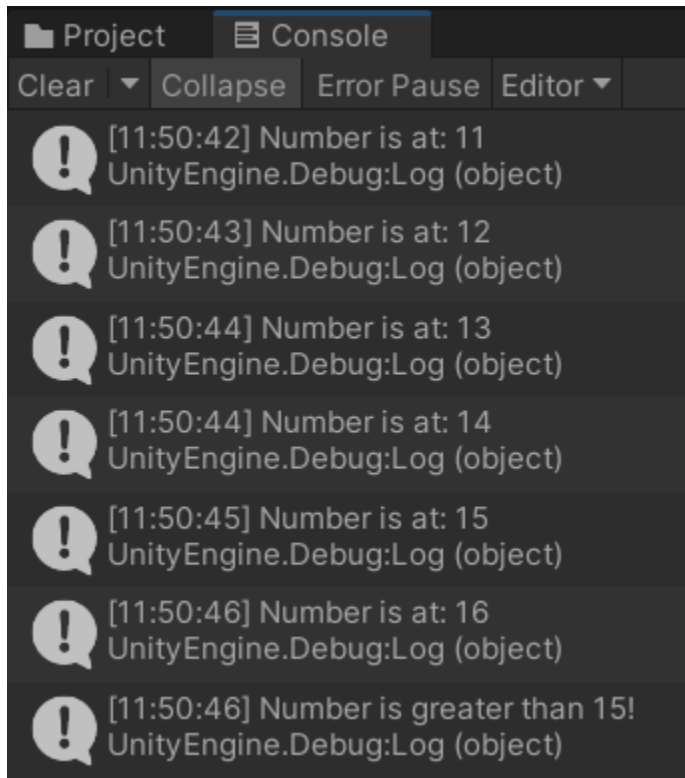 Project Console
Clear Collapse Error Pause Editor
[11:50:42] Number is at: 11
UnityEngine.Debug:Log (object)
[11:50:43] Number is at: 12
UnityEngine.Debug:Log (object)
[11:50:44] Number is at: 13
UnityEngine.Debug:Log (object)
[11:50:44] Number is at: 14
UnityEngine.Debug:Log (object)
[11:50:45] Number is at: 15
UnityEngine.Debug:Log (object)
[11:50:46] Number is at: 16
UnityEngine.Debug:Log (object)
[11:50:46] Number is greater than 15!
UnityEngine.Debug:Log (object)